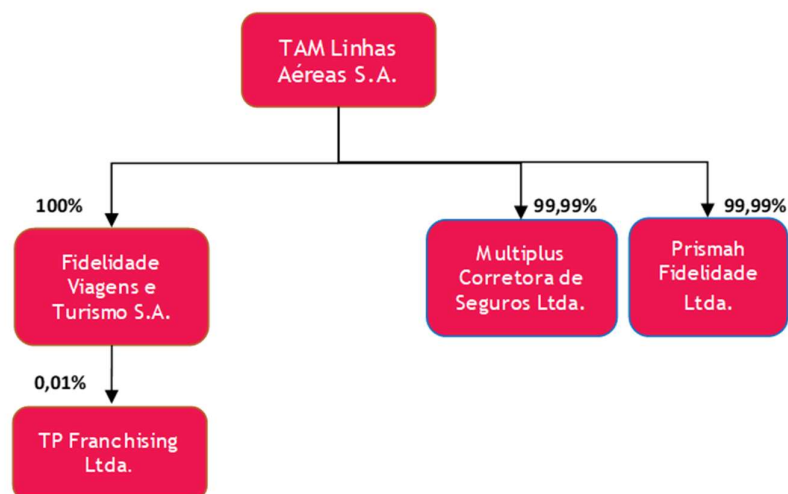 TAM Linhas
Aéreas S.A.
100%
99,99%
99,99%
Fidelidade
Viagens e
Turismo S.A.
Multiplus
Corretora de
Seguros Ltda.
Prismah
Fidelidade
Ltda.
0,01%
TP Franchising
Ltda.